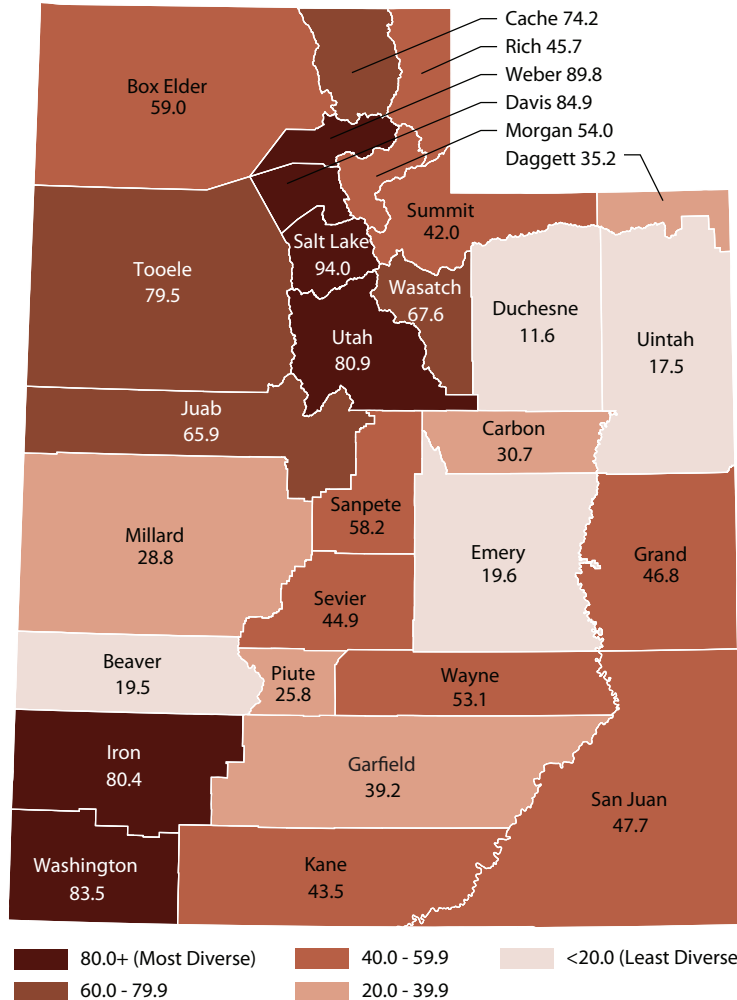 Cache 74.2
Rich 45.7
Weber 89.8
Davis 84.9
Morgan 54.0
Daggett 35.2
Box Elder
59.0
Summit
42.0
Salt Lake
94.0
Tooele
79.5
Wasatch
67.6
Duchesne
11.6
Uintah
17.5
Utah
80.9
Juab
65.9
Carbon
30.7
Sanpete
58.2
Millard
28.8
Emery
19.6
Grand
46.8
Sevier
44.9
Beaver
19.5
Piute
25.8
Wayne
53.1
Iron
80.4
Garfield
39.2
San Juan
47.7
Washington
83.5
Kane
43.5
80.0+ (Most Diverse)
40.0 - 59.9
<20.0 (Least Diverse
60.0 - 79.9
20.0 - 39.9